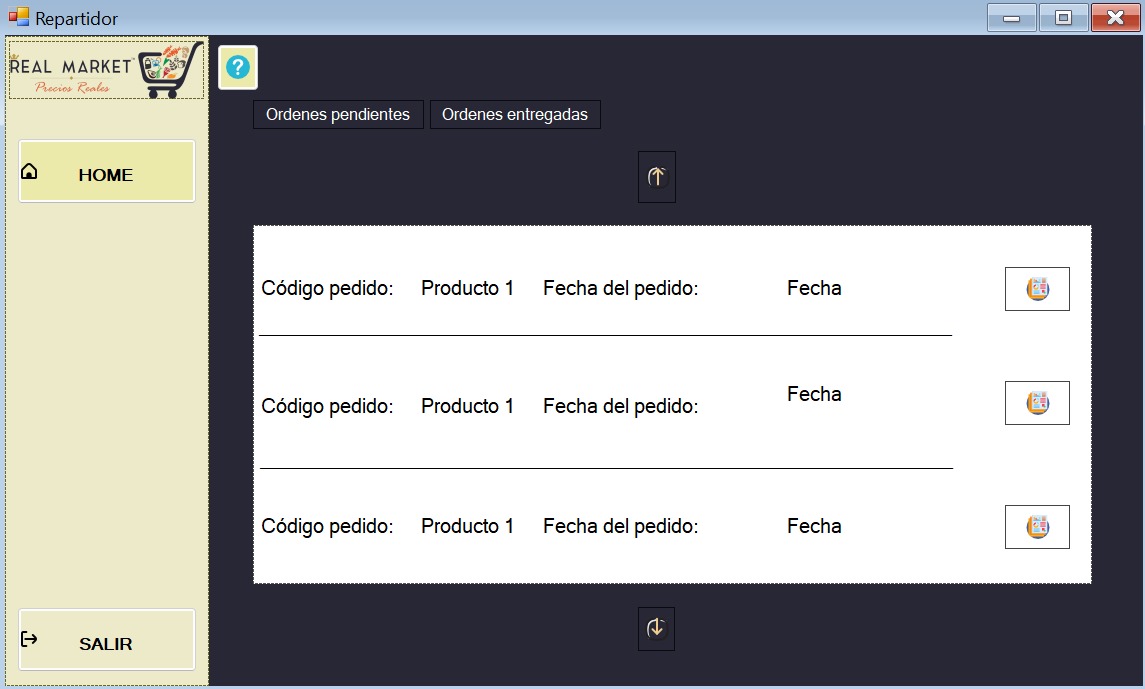 Repartidor
REAL MARKET
Precios Reales
?
Ordenes pendientes Ordenes entregadas
HOME
Código pedido: Producto 1 Fecha del pedido: Fecha
Código pedido: Producto 1 Fecha del pedido: Fecha
Código pedido: Producto 1 Fecha del pedido: Fecha
SALIR